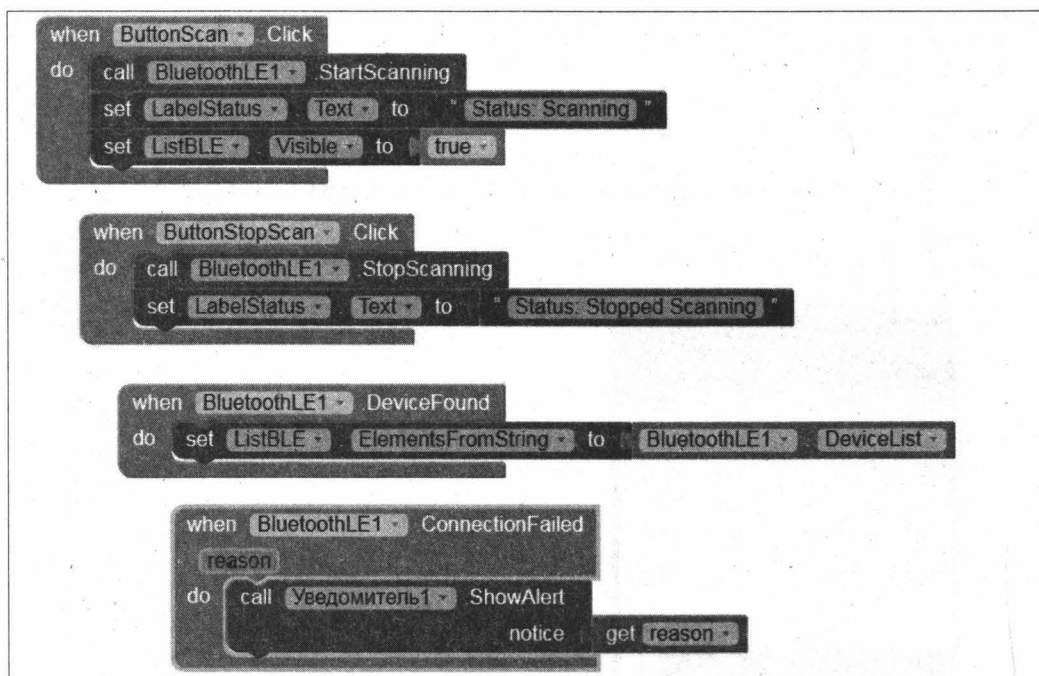 when ButtonScan .Click
do call BluetoothLE1 .StartScanning
set LabelStatus . Text to " Status: Scanning "
set ListBLE . Visible to true
when ButtonStopScan .Click
do call BluetoothLE1 .StopScanning
set LabelStatus . Text to " Status: Stopped Scanning "
when BluetoothLE1 .DeviceFound
do set ListBLE . ElementsFromString to BluetoothLE1 . DeviceList
when BluetoothLE1 .ConnectionFailed
reason
do call Уведомитель1 .ShowAlert
notice get reason